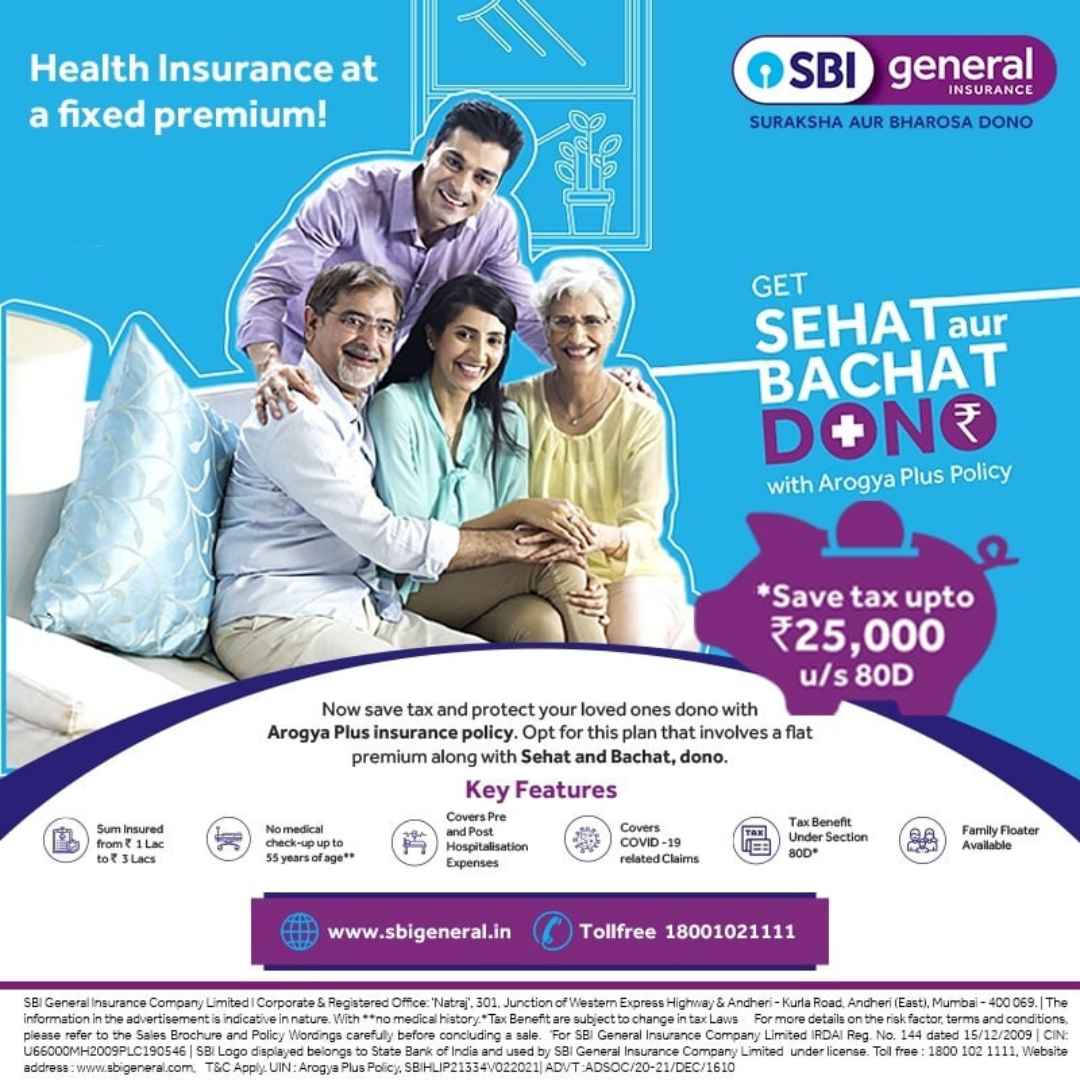 Health Insurance at
a fixed premium!
SBI general
INSURANCE
SURAKSHA AUR BHAROSA DONO
GET
SEHAT aur
BACHAT
DONO
with Arogya Plus Policy
*Save tax upto
₹25,000
u/s 80D
Now save tax and protect your loved ones dono with
Arogya Plus insurance policy. Opt for this plan that involves a flat
premium along with Sehat and Bachat, dono.
Key Features
Sum Insured
from ₹ 1 Lac
to ₹ 3 Lacs
No medical
check-up up to
55 years of age**
Covers Pre
and Post
Hospitalisation
Expenses
Covers
COVID -19
related Claims
TAX
Tax Benefit
Under Section
80D*
Family Floater
Available
www.sbigeneral.in Tollfree 18001021111
SBI General Insurance Company Limited I Corporate & Registered Office: 'Natraj', 301, Junction of Western Express Highway & Andheri - Kurla Road, Andheri (East), Mumbai - 400 069. | The
information in the advertisement is indicative in nature. With **no medical history.*Tax Benefit are subject to change in tax Laws For more details on the risk factor, terms and conditions,
please refer to the Sales Brochure and Policy Wordings carefully before concluding a sale. 'For SBI General Insurance Company Limited IRDAI Reg. No. 144 dated 15/12/2009 | CIN:
U66000MH2009PLC190546 | SBI Logo displayed belongs to State Bank of India and used by SBI General Insurance Company Limited under license. Toll free : 1800 102 1111, Website
address : www.sbigeneral.com, T&C Apply. UIN : Arogya Plus Policy, SBIHLIP21334V022021| ADVT :ADSOC/20-21/DEC/1610